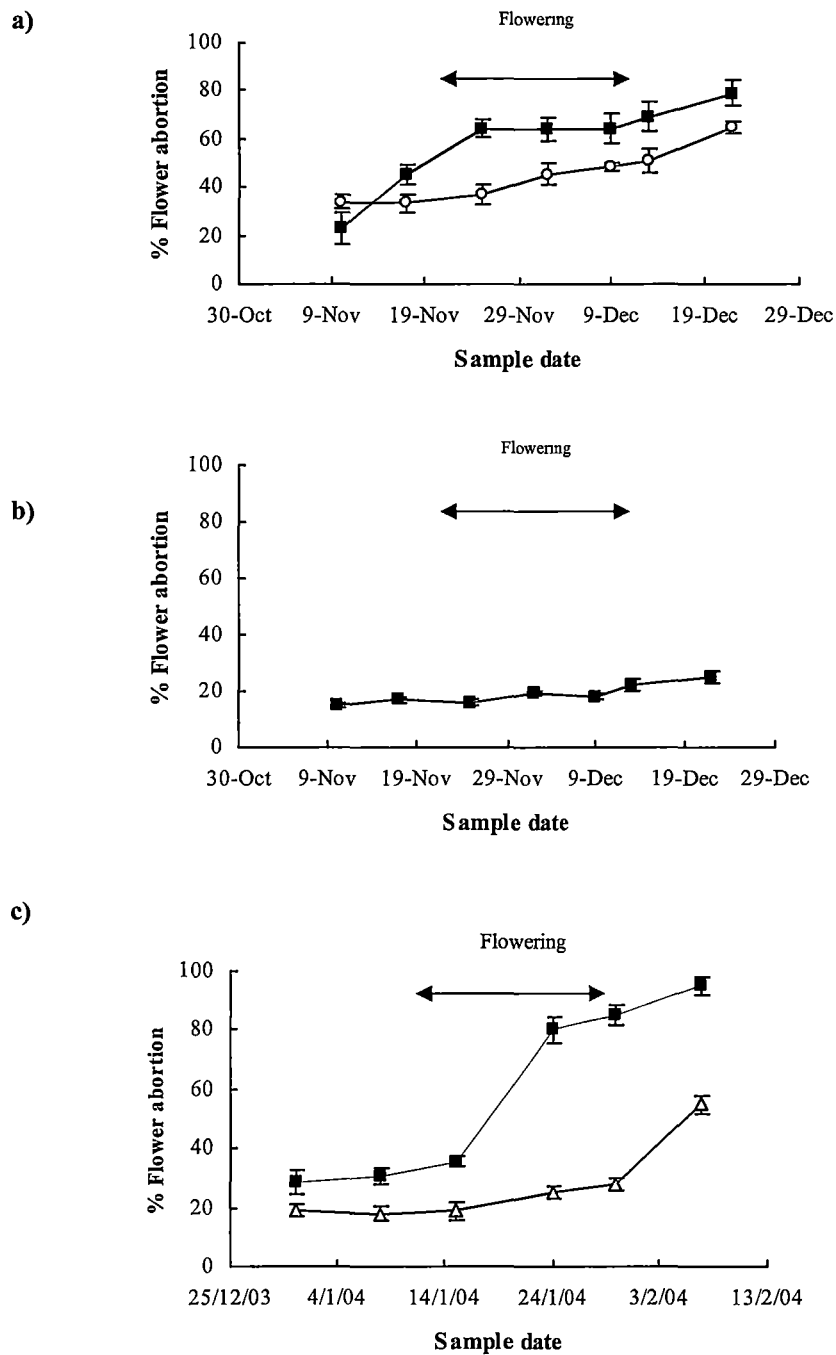 a)
Flowering
100
80
60
40
20
0
% Flower abortion
30-Oct 9-Nov 19-Nov 29-Nov 9-Dec 19-Dec 29-Dec
Sample date
b)
Flowering
100
80
60
40
20
0
% Flower abortion
30-Oct 9-Nov 19-Nov 29-Nov 9-Dec 19-Dec 29-Dec
Sample date
c)
Flowering
100
80
60
40
20
0
% Flower abortion
25/12/03 4/1/04 14/1/04 24/1/04 3/2/04 13/2/04
Sample date